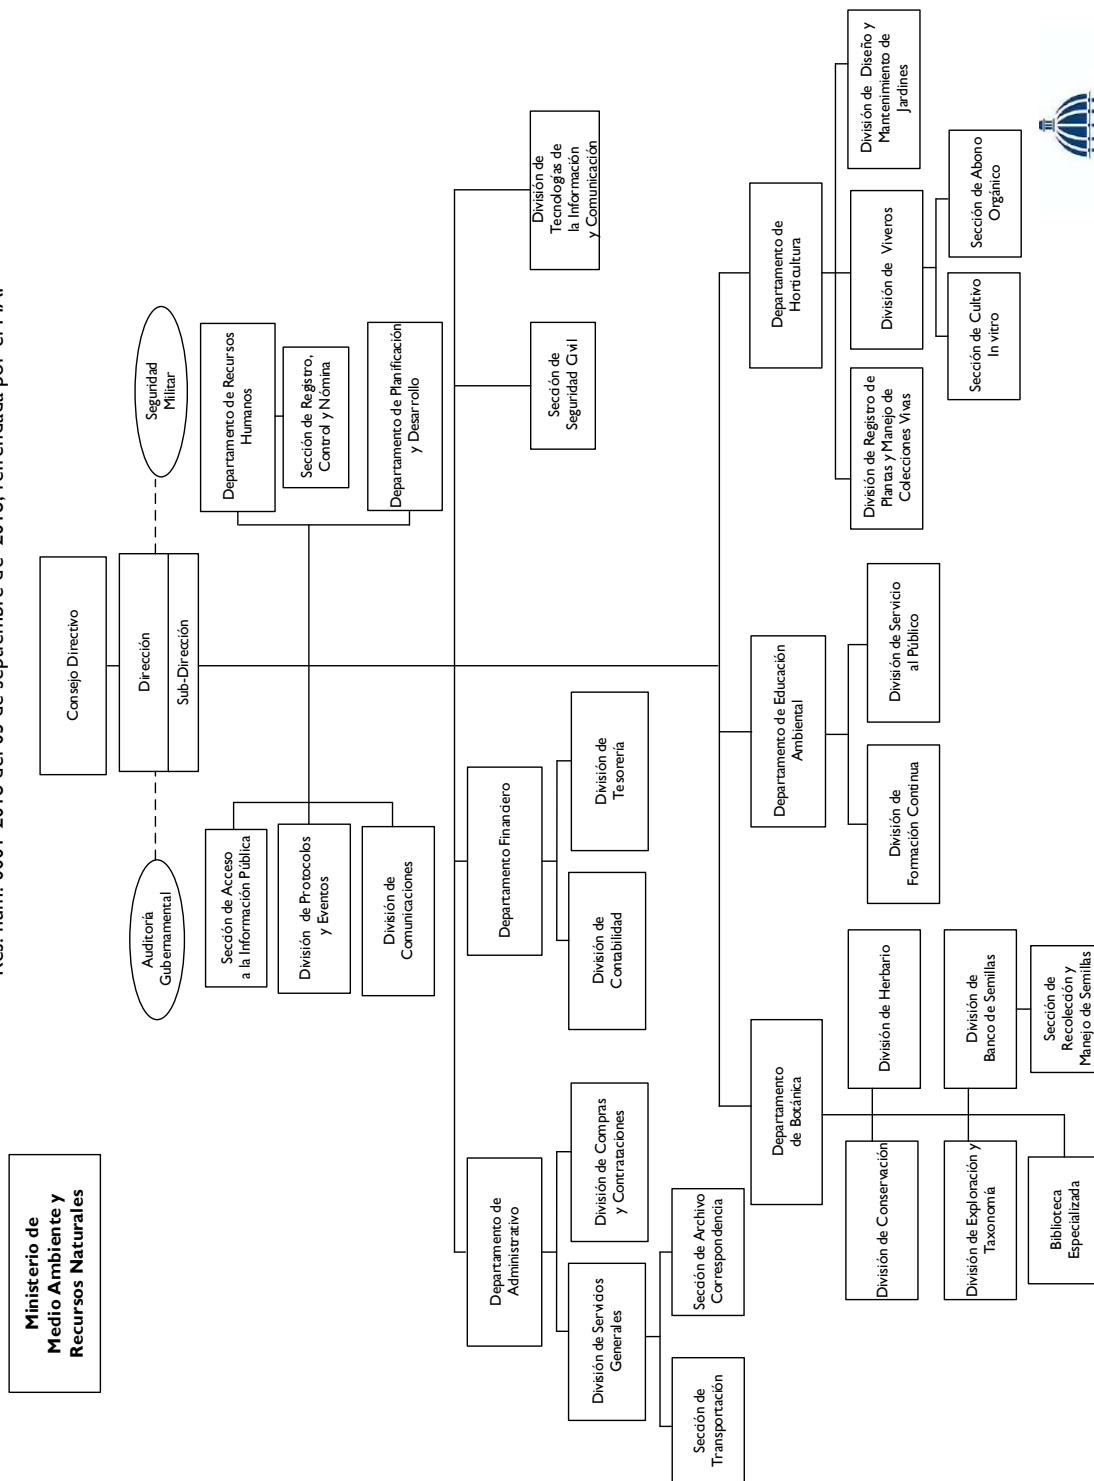 Ministerio de
Medio Ambiente y
Recursos Naturales
Consejo Directivo
Dirección
Sub-Dirección
Auditoría
Gubernamental
Seguridad
Militar
Sección de Acceso
a la Información Pública
División de Protocolos
y Eventos
División de
Comunicaciones
Departamento de Recursos
Humanos
Sección de Registro,
Control y Nómina
Departamento de Planificación
y Desarrollo
Departamento de
Administrativo
División de Servicios
Generales
División de Compras
y Contrataciones
Sección de
Transportación
Sección de Archivo
Correspondencia
Departamento Financiero
División de
Contabilidad
División de
Tesorería
Sección de
Seguridad Civil
División de
Tecnologías de
la Información
y Comunicación
Departamento
de Botánica
División de Conservación
División de Herbario
División de Exploración y
Taxonomía
División de
Banco de Semillas
Biblioteca
Especializada
Sección de
Recolección y
Manejo de Semillas
Departamento de Educación
Ambiental
División de
Formación Continua
División de Servicio
al Público
Departamento de
Horticultura
División de Registro de
Plantas y Manejo de
Colecciones Vivas
División de Viveros
División de Diseño y
Mantenimiento de
Jardines
Sección de Cultivo
In vitro
Sección de Abono
Orgánico